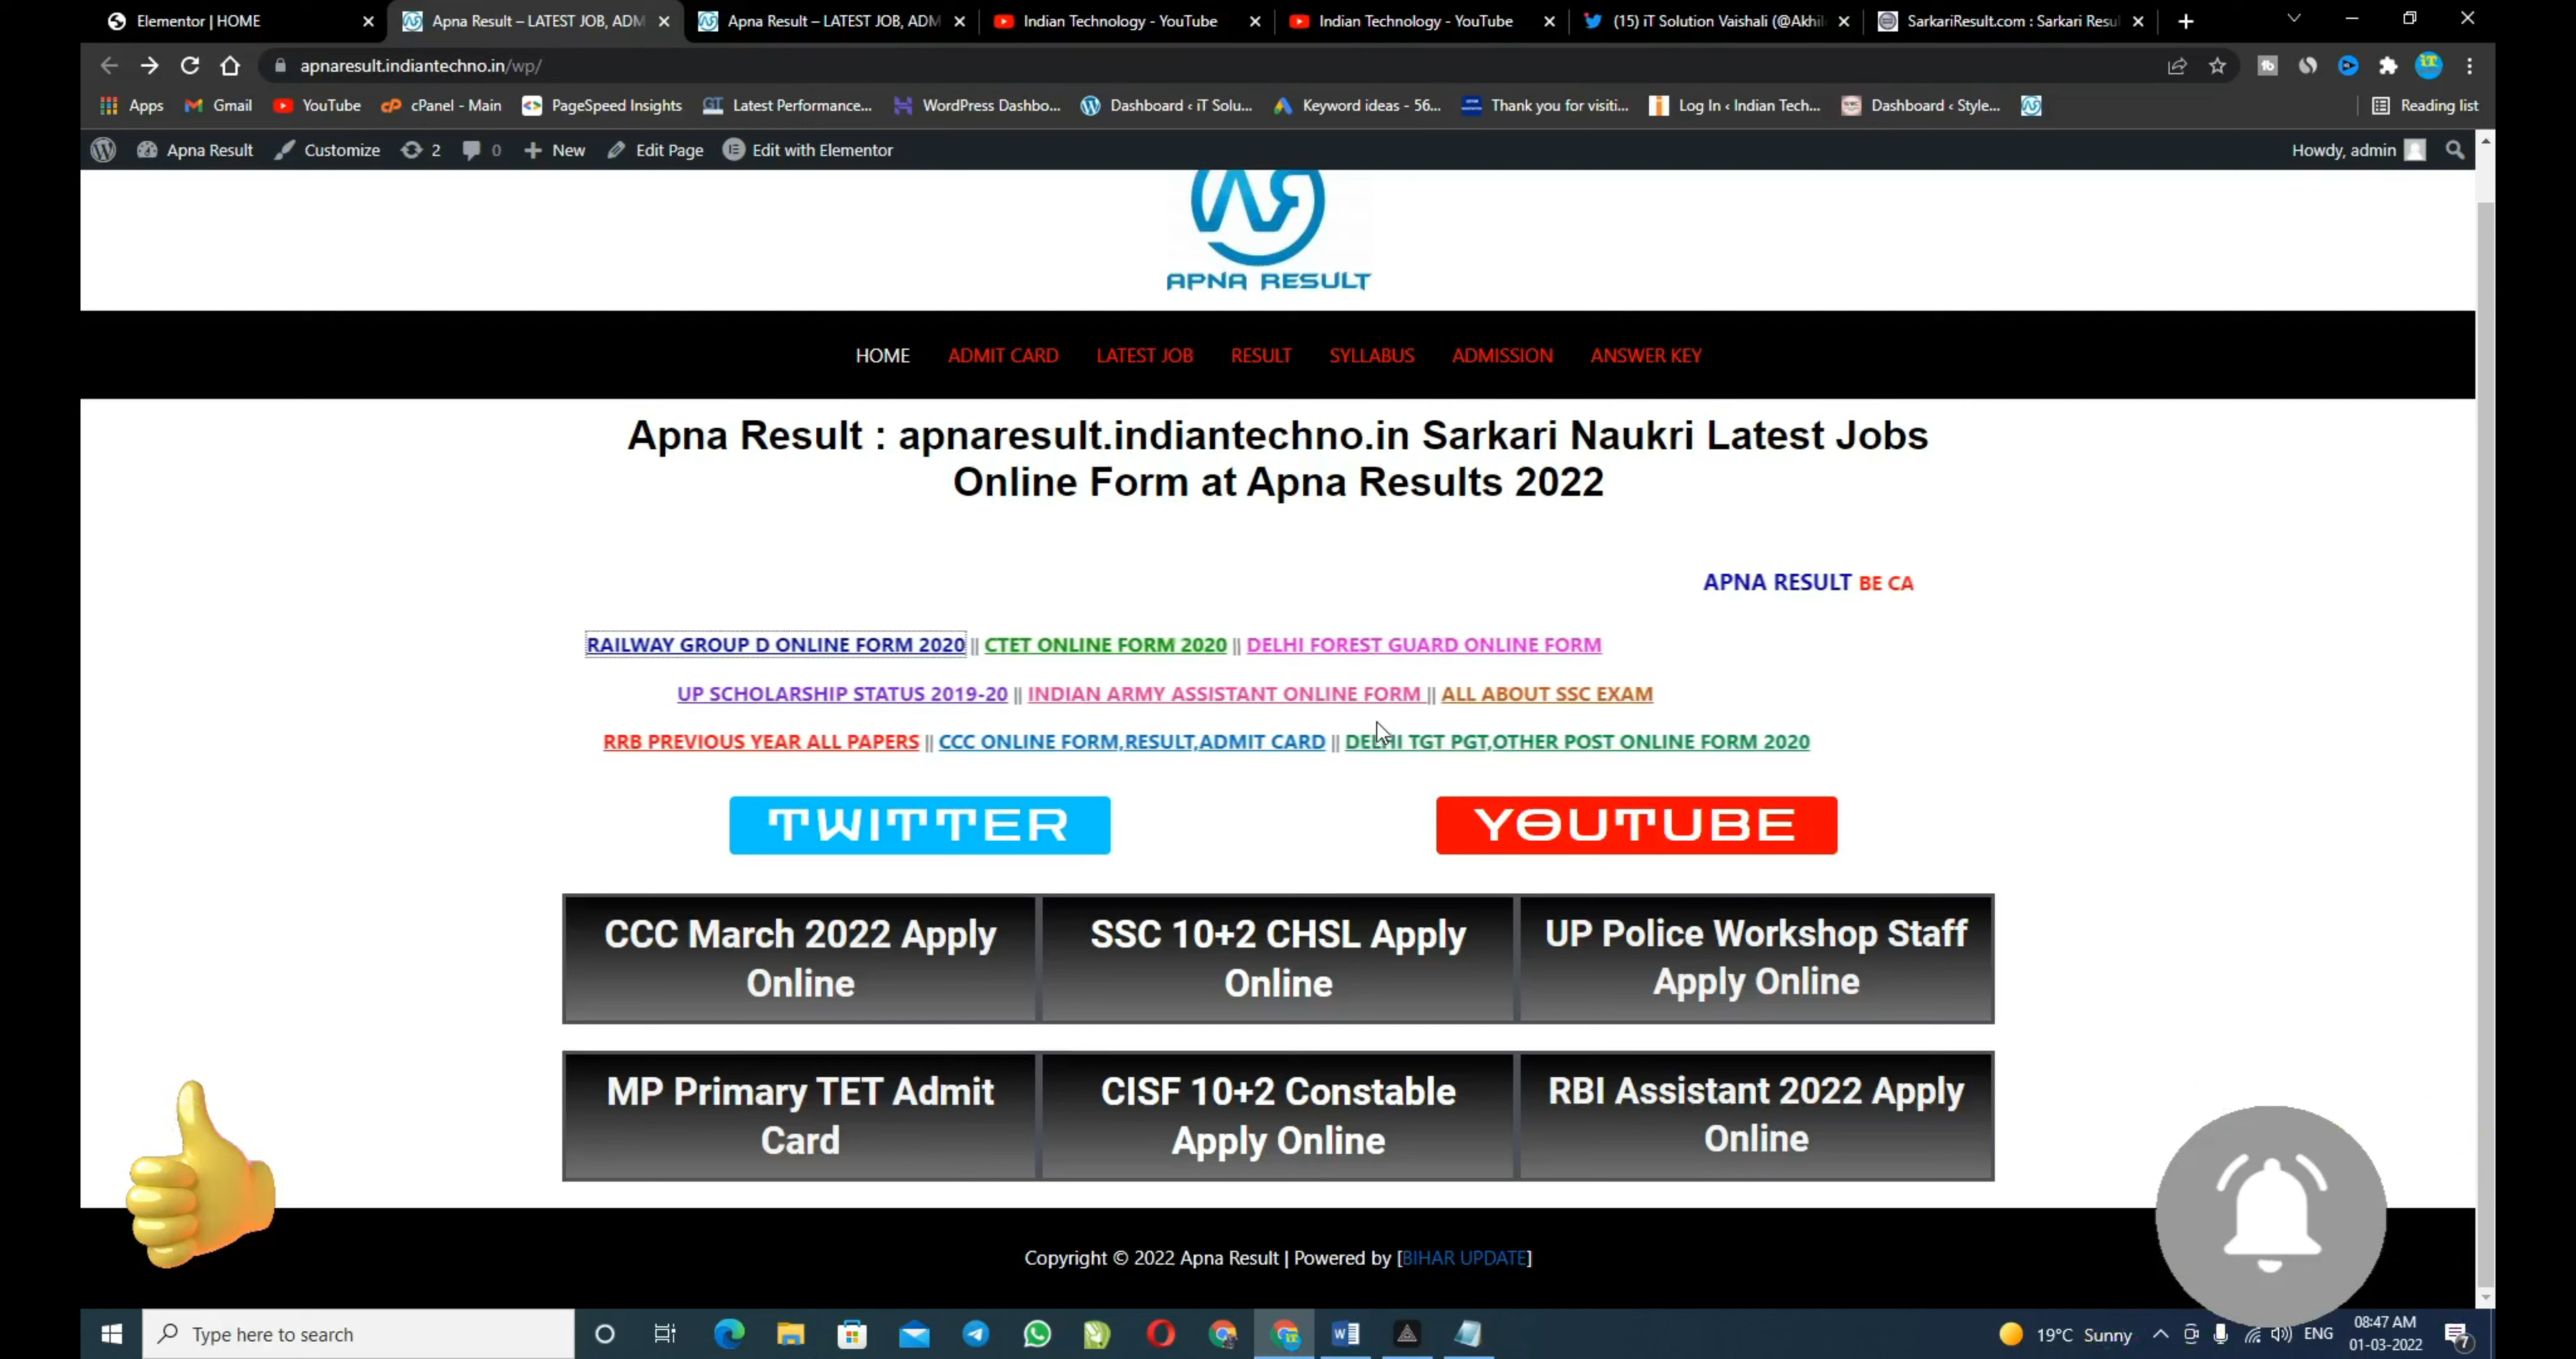 Elementor | HOME
Apna Result – LATEST JOB, ADM
Apna Result – LATEST JOB, ADM
Indian Technology - YouTube
Indian Technology - YouTube
(15) iT Solution Vaishali (@Akhil
SarkariResult.com : Sarkari Resu
apnaresult.indiantechno.in/wp/
Apps
Gmail
YouTube
cPanel - Main
PageSpeed Insights
Latest Performance...
WordPress Dashbo...
Dashboard ‹ iT Solu...
Keyword ideas - 56...
Thank you for visiti...
Log In ‹ Indian Tech...
Dashboard ‹ Style...
Reading list
Apna Result
Customize
2
0
New
Edit Page
Edit with Elementor
Howdy, admin
APNA RESULT
HOME ADMIT CARD LATEST JOB RESULT SYLLABUS ADMISSION ANSWER KEY
Apna Result : apnaresult.indiantechno.in Sarkari Naukri Latest Jobs
Online Form at Apna Results 2022
APNA RESULT BE CA
RAILWAY GROUP D ONLINE FORM 2020 || CTET ONLINE FORM 2020 || DELHI FOREST GUARD ONLINE FORM
UP SCHOLARSHIP STATUS 2019-20 || INDIAN ARMY ASSISTANT ONLINE FORM || ALL ABOUT SSC EXAM
RRB PREVIOUS YEAR ALL PAPERS || CCC ONLINE FORM,RESULT,ADMIT CARD || DELHI TGT PGT,OTHER POST ONLINE FORM 2020
TWITTER
YOUTUBE
CCC March 2022 Apply
Online
SSC 10+2 CHSL Apply
Online
UP Police Workshop Staff
Apply Online
MP Primary TET Admit
Card
CISF 10+2 Constable
Apply Online
RBI Assistant 2022 Apply
Online
Copyright © 2022 Apna Result | Powered by [BIHAR UPDATE]
Type here to search
19°C Sunny
ENG
08:47 AM
01-03-2022
7